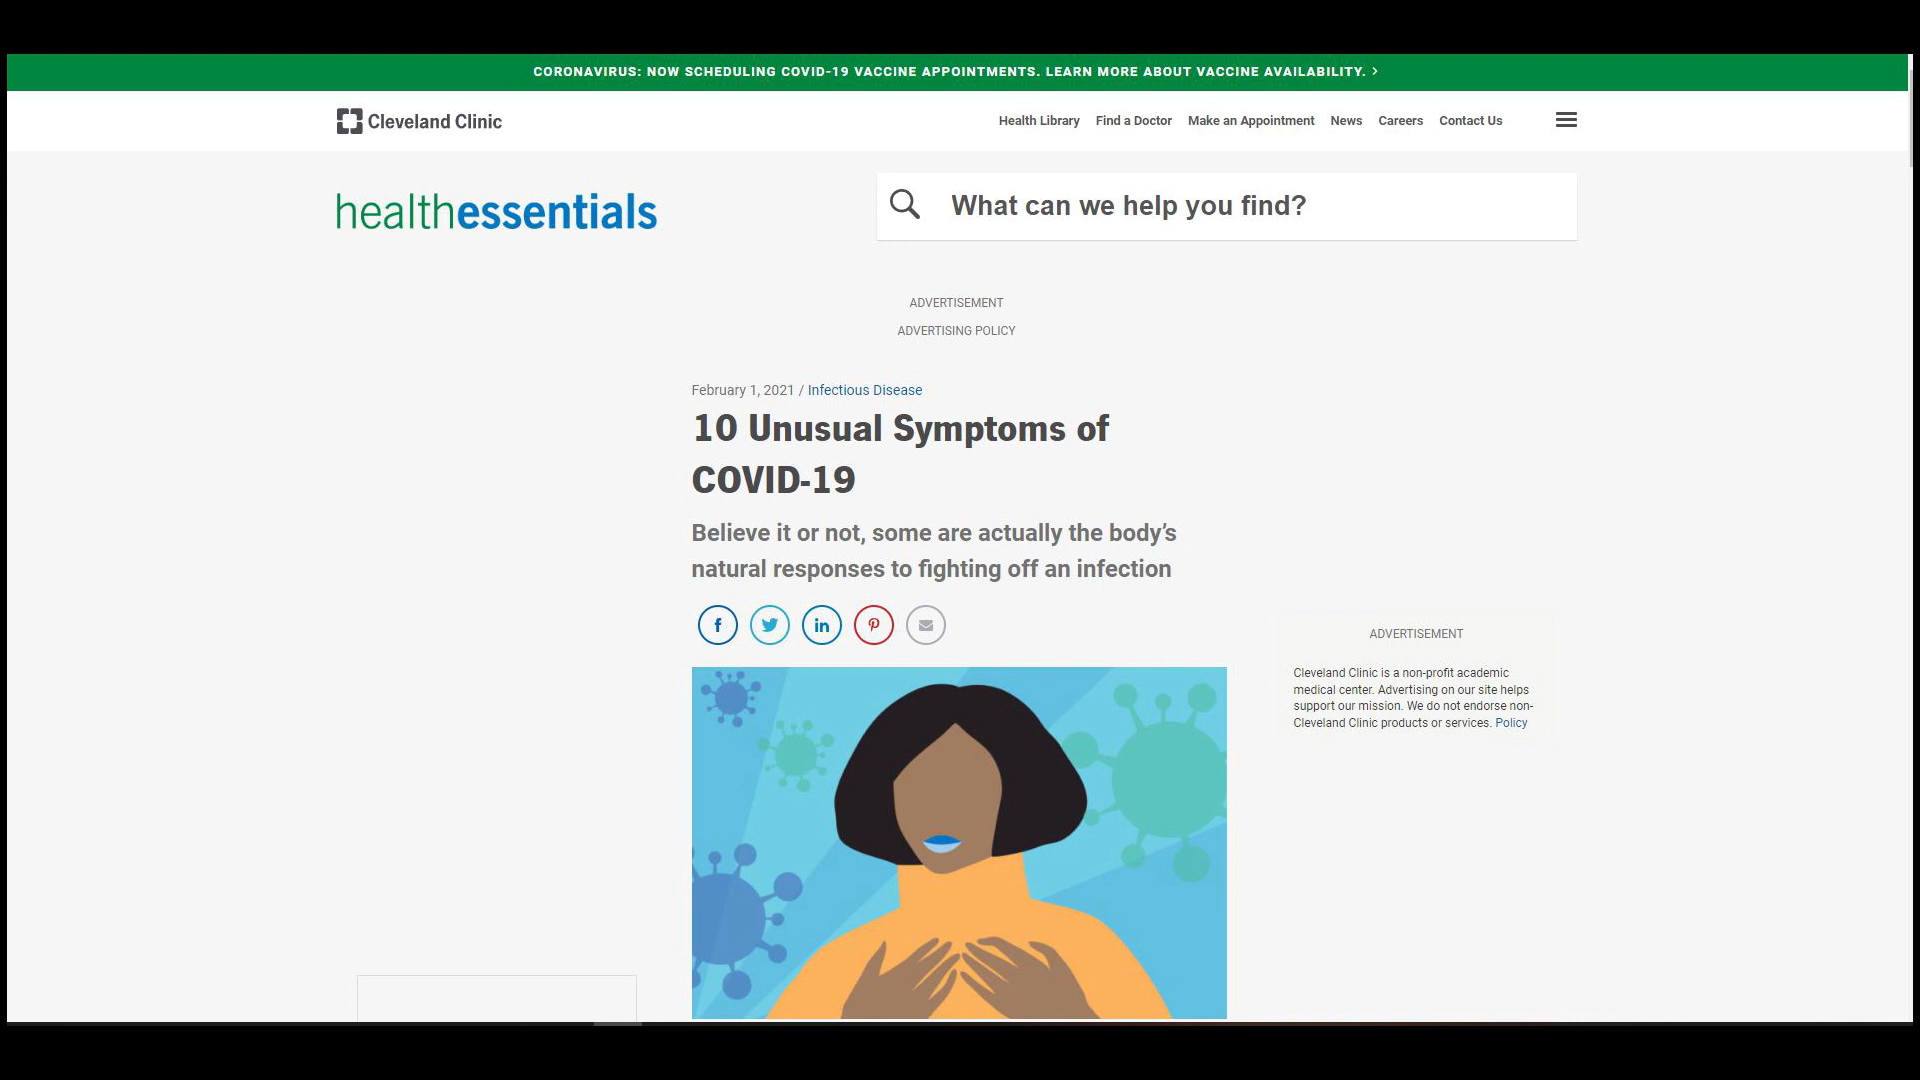 CORONAVIRUS: NOW SCHEDULING COVID-19 VACCINE APPOINTMENTS. LEARN MORE ABOUT VACCINE AVAILABILITY. >
Cleveland Clinic
Health Library Find a Doctor Make an Appointment News Careers Contact Us
healthessentials
What can we help you find?
ADVERTISEMENT
ADVERTISING POLICY
February 1, 2021 / Infectious Disease
10 Unusual Symptoms of
COVID-19
Believe it or not, some are actually the body’s
natural responses to fighting off an infection
ADVERTISEMENT
Cleveland Clinic is a non-profit academic
medical center. Advertising on our site helps
support our mission. We do not endorse non-
Cleveland Clinic products or services. Policy